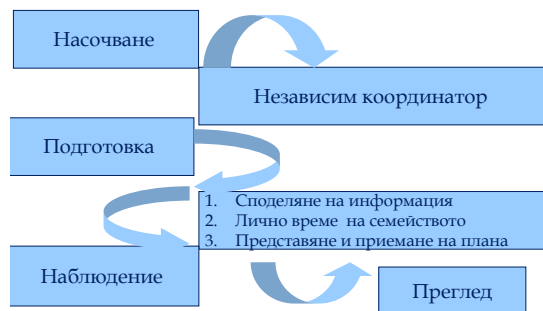 Насочване
Независим координатор
Подготовка
1. Споделяне на информация
2. Лично време на семейството
3. Представяне и приемане на плана
Наблюдение
Преглед